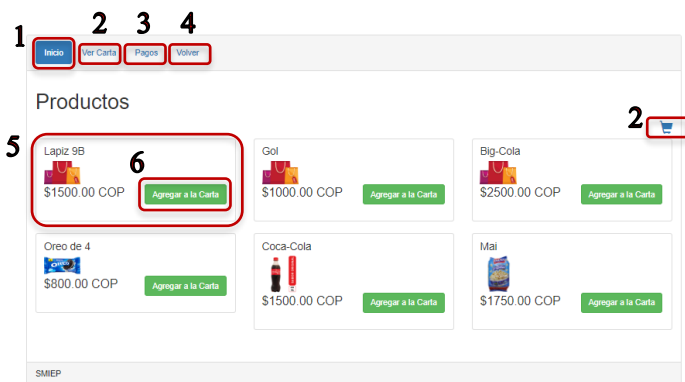 1 2 3 4
Inicio Ver Carta Pagos Volver
Productos
2
5
Lapiz 9B
6
$1500.00 COP Agregar a la Carta
Gol
$1000.00 COP Agregar a la Carta
Big-Cola
$2500.00 COP Agregar a la Carta
Oreo de 4
OREO
$800.00 COP Agregar a la Carta
Coca-Cola
$1500.00 COP Agregar a la Carta
Mai
$1750.00 COP Agregar a la Carta
SMIEP